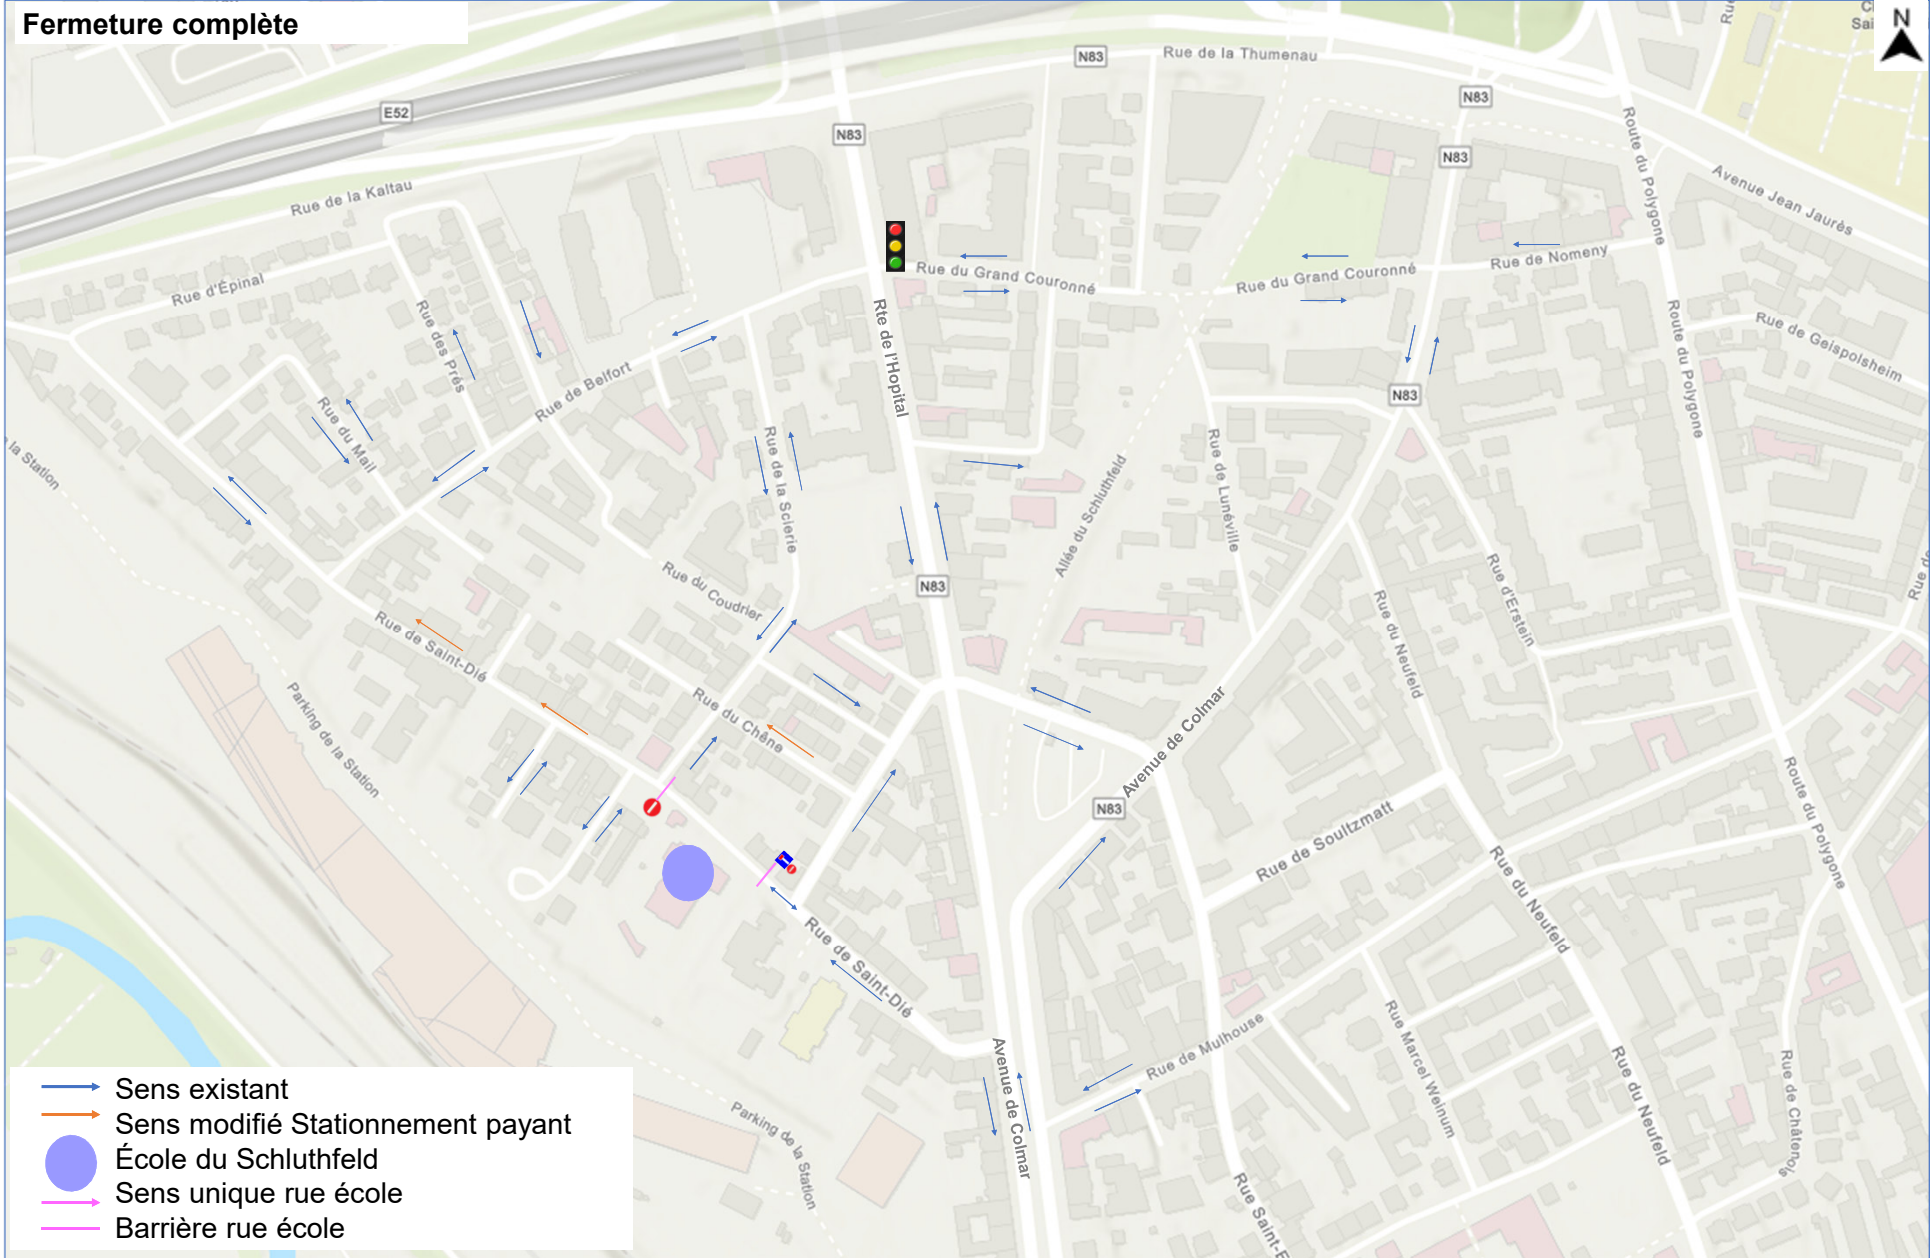 Fermeture complète
N
N83
Rue de la Thumenau
E52
N83
N83
N83
Route du Polygone
Avenue Jean Jaurès
Rue de la Kaltau
Rue d'Épinal
Rue des Prés
Rue du Mail
Rue de Belfort
Rte de l'Hopital
Rue du Grand Couronné
Rue du Grand Couronné
Rue de Nomeny
Route du Polygone
Rue de Geispolsheim
N83
la Station
Rue de la Scierie
Allée du Schluthfeld
Rue de Lunéville
Rue d'Erstein
Rue du Neufeld
N83
Rue du Coudrier
Rue de Saint-Dié
Parking de la Station
Rue du Chêne
Avenue de Colmar
N83
Rue de Soultzmatt
Route du Polygone
Rue du Neufeld
Rue de Saint-Dié
Avenue de Colmar
Rue de Mulhouse
Rue Marcel Weinum
Rue du Neufeld
Rue de Châtenois
Parking de la Station
Rue Saint-
Sens existant
Sens modifié Stationnement payant
École du Schluthfeld
Sens unique rue école
Barrière rue école